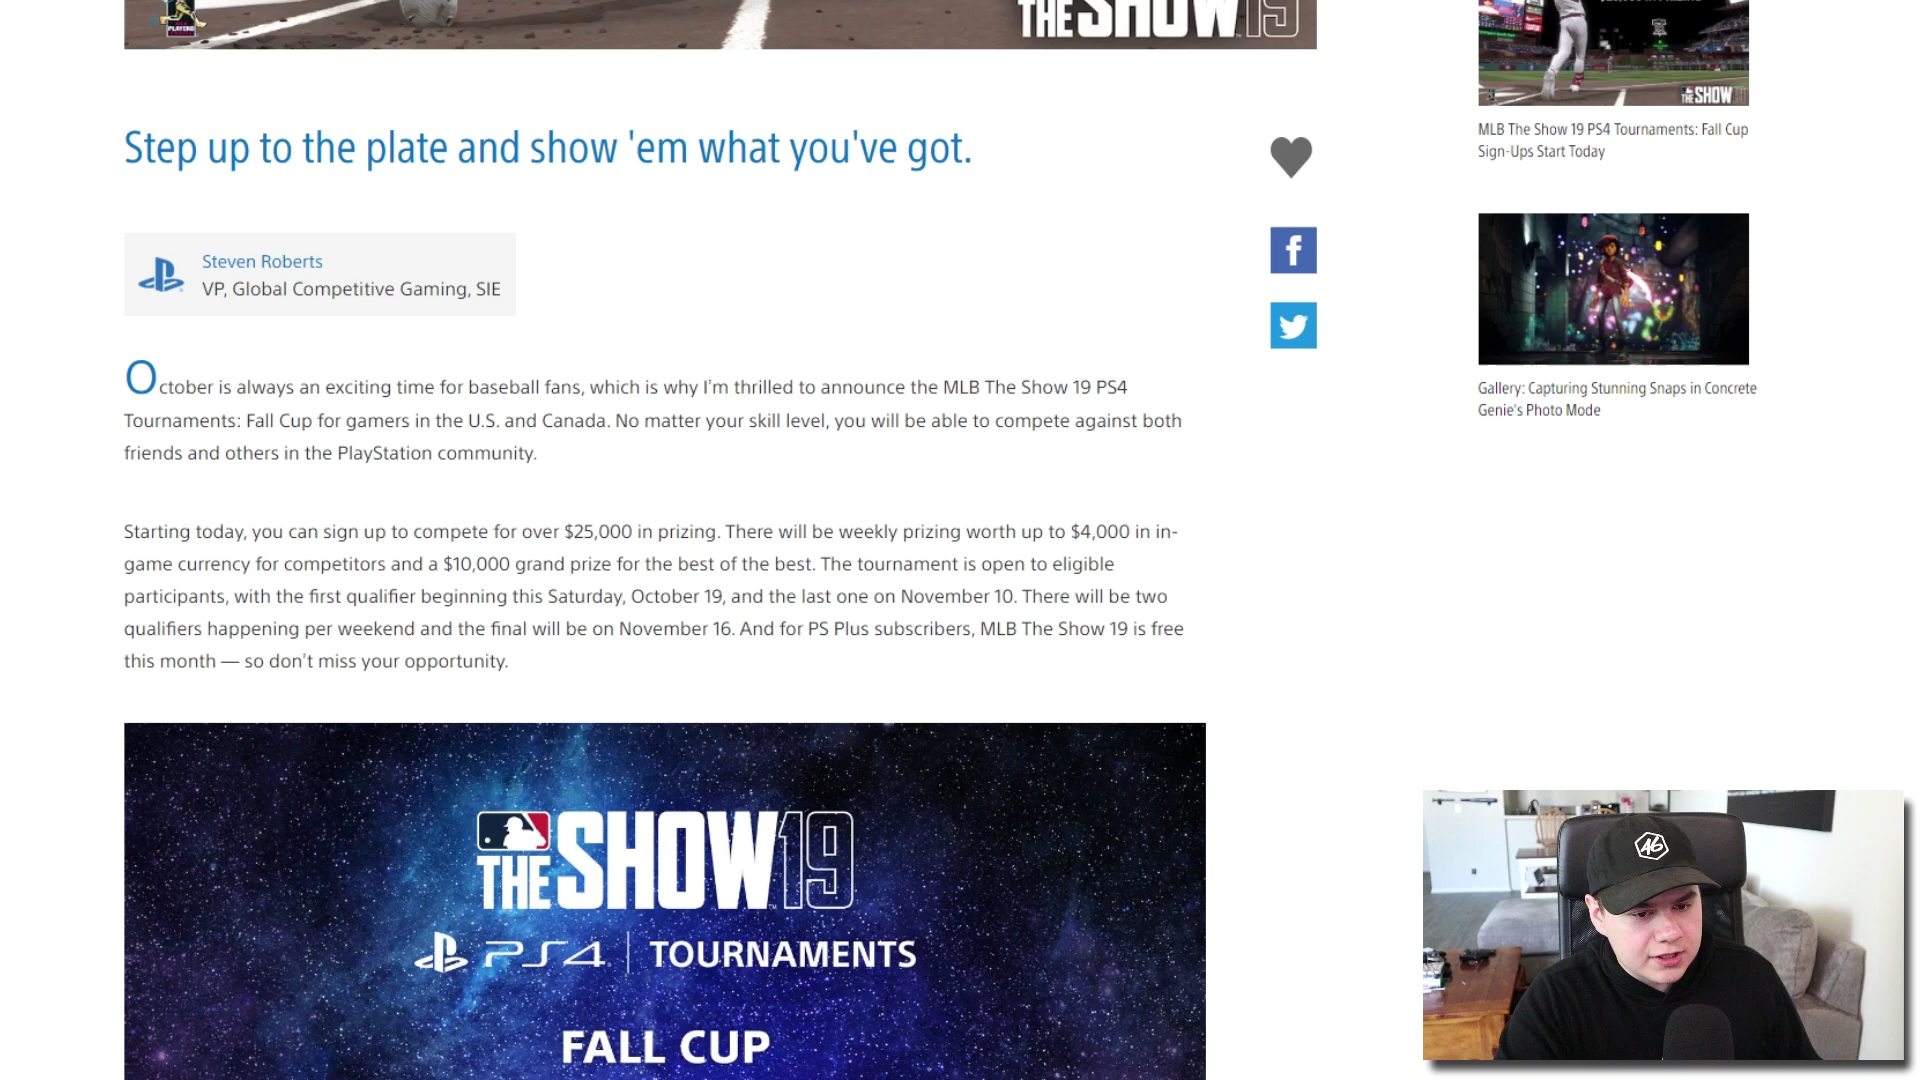 THE SHOW 19
Step up to the plate and show 'em what you've got.
Steven Roberts
VP, Global Competitive Gaming, SIE
October is always an exciting time for baseball fans, which is why I'm thrilled to announce the MLB The Show 19 PS4
Tournaments: Fall Cup for gamers in the U.S. and Canada. No matter your skill level, you will be able to compete against both
friends and others in the PlayStation community.
Starting today, you can sign up to compete for over $25,000 in prizing. There will be weekly prizing worth up to $4,000 in in-
game currency for competitors and a $10,000 grand prize for the best of the best. The tournament is open to eligible
participants, with the first qualifier beginning this Saturday, October 19, and the last one on November 10. There will be two
qualifiers happening per weekend and the final will be on November 16. And for PS Plus subscribers, MLB The Show 19 is free
this month — so don't miss your opportunity.
THE SHOW 19
PS4 | TOURNAMENTS
FALL CUP
THE SHOW 19
MLB The Show 19 PS4 Tournaments: Fall Cup
Sign-Ups Start Today
Gallery: Capturing Stunning Snaps in Concrete
Genie's Photo Mode
46